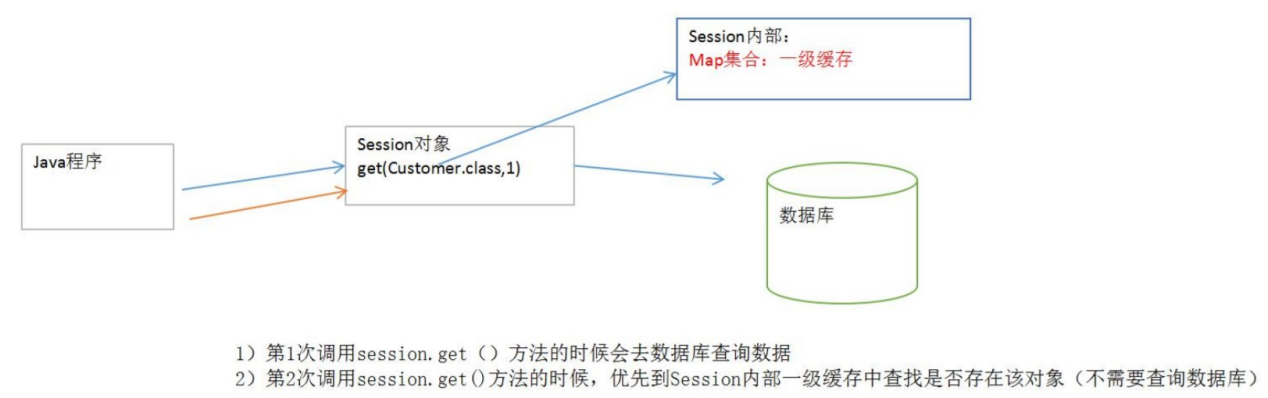 Session内部：
Map集合：一级缓存
Session对象
get(Customer.class,1)
Java程序
数据库
1）第1次调用session.get（）方法的时候会去数据库查询数据
2）第2次调用session.get()方法的时候，优先到Session内部一级缓存中查找是否存在该对象（不需要查询数据库）